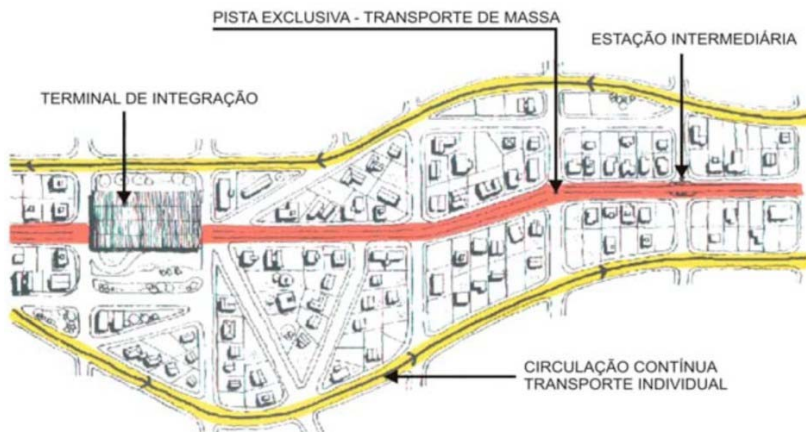 PISTA EXCLUSIVA - TRANSPORTE DE MASSA
ESTAÇÃO INTERMEDIÁRIA
TERMINAL DE INTEGRAÇÃO
CIRCULAÇÃO CONTÍNUA
TRANSPORTE INDIVIDUAL